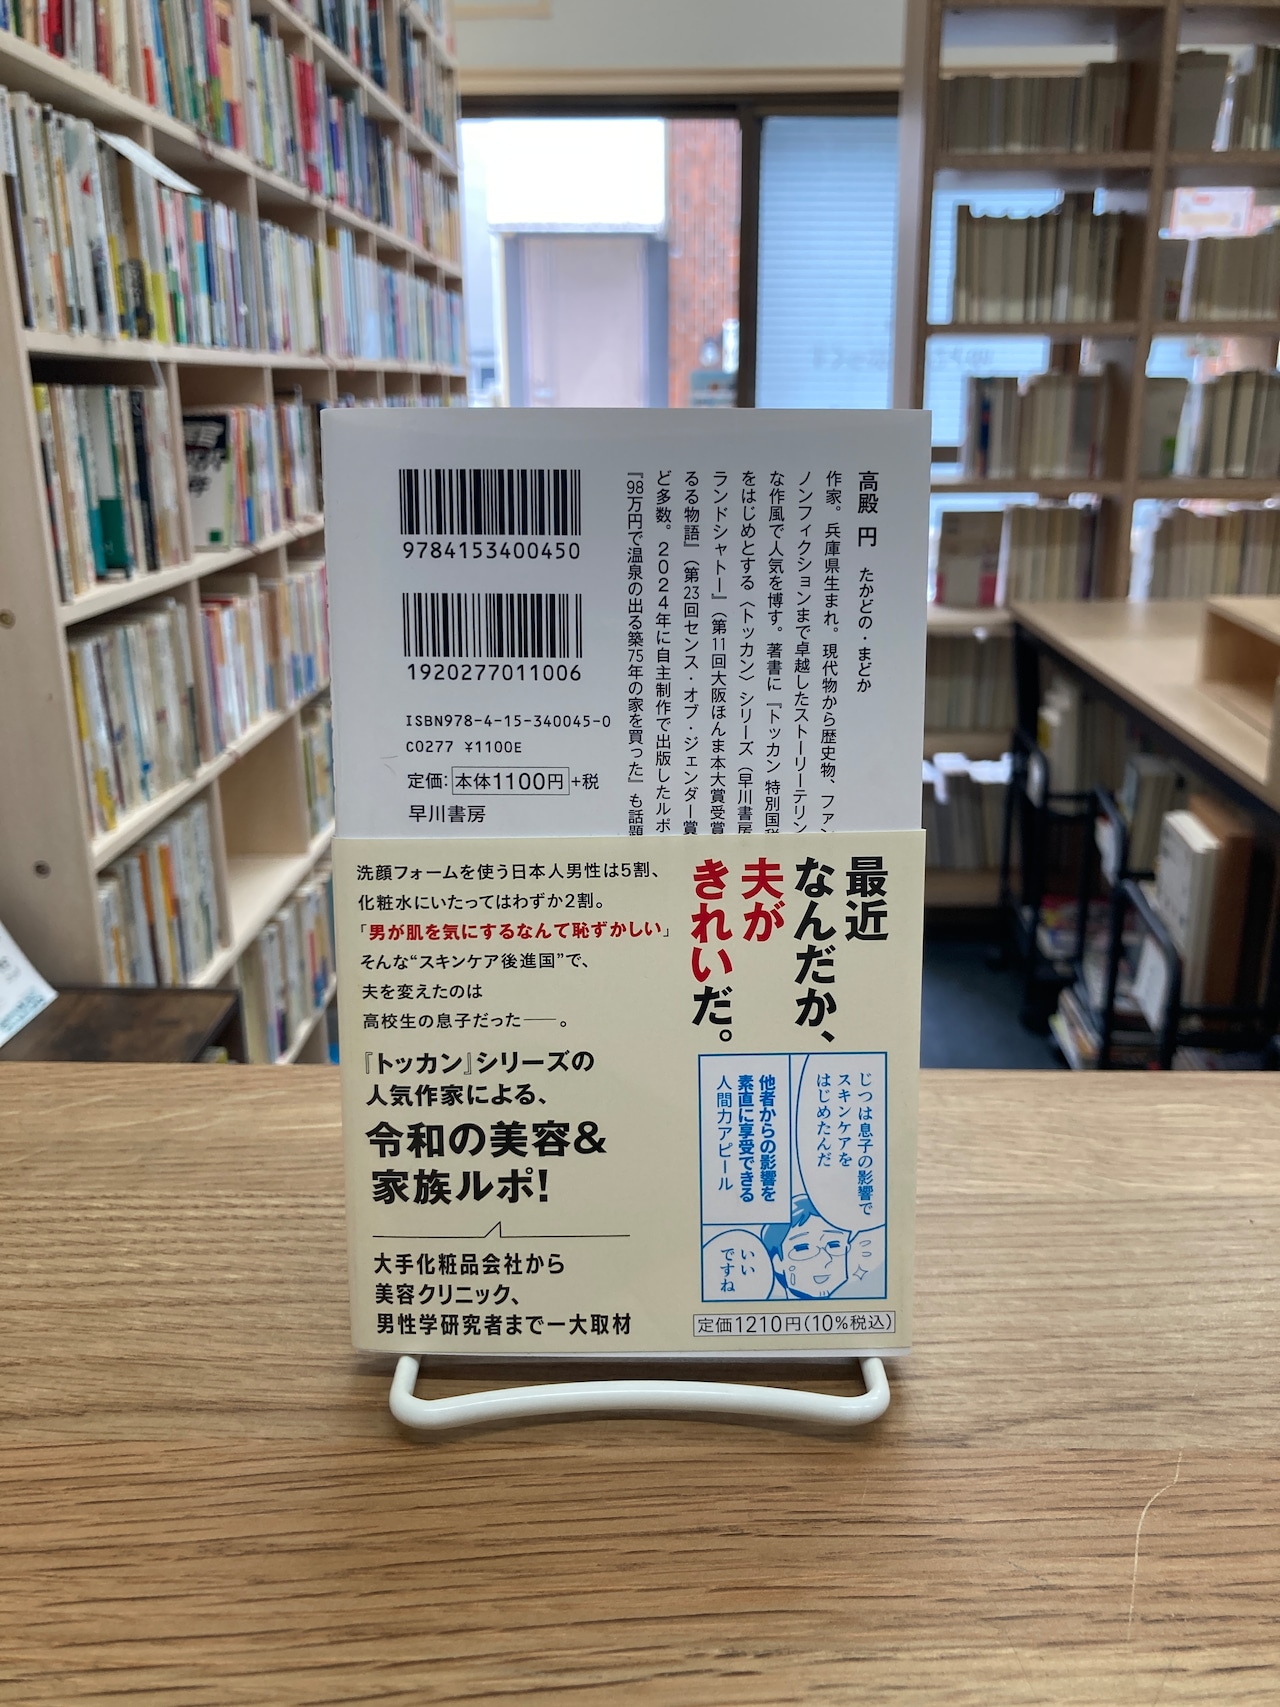 高殿 円 たかどの・まどか
作家。兵庫県生まれ。現代物から歴史物、ファン
ノンフィクションまで卓越したストーリーテリン
な作風で人気を博す。著書に『トッカン 特別国税
をはじめとする〈トッカン〉シリーズ（早川書房
ランドシャトー』（第11回大阪ほんま本大賞受賞
るる物語』（第23回センス・オブ・ジェンダー賞
ど多数。2024年に自主制作で出版したルポ
『98万円で温泉の出る築75年の家を買った』も話題
9784153400450
1920277011006
ISBN978-4-15-340045-0
C0277 ¥1100E
定価:本体1100円+税
早川書房
最近
なんだか、
夫が
きれいだ。
洗顔フォームを使う日本人男性は5割、
化粧水にいたってはわずか2割。
「男が肌を気にするなんて恥ずかしい」
そんな“スキンケア後進国”で、
夫を変えたのは
高校生の息子だった──。
『トッカン』シリーズの
人気作家による、
令和の美容&
家族ルポ!
大手化粧品会社から
美容クリニック、
男性学研究者まで一大取材
じつは息子の影響で
スキンケアを
はじめたんだ
他者からの影響を
素直に享受できる
人間力アピール
いい
ですね
定価1210円(10%税込)